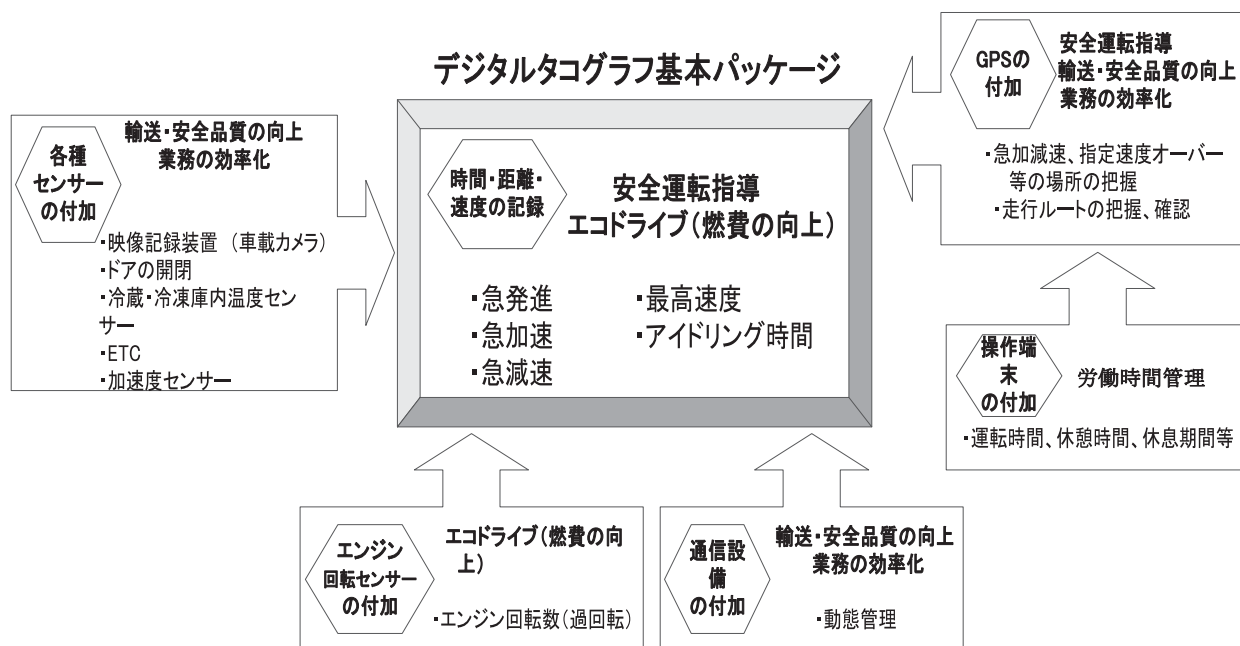 デジタルタコグラフ基本パッケージ
時間・距離・
速度の記録
安全運転指導
エコドライブ(燃費の向上)
・急発進
・急加速
・急減速
・最高速度
・アイドリング時間
各種
センサー
の付加
輸送・安全品質の向上
業務の効率化
・映像記録装置 (車載カメラ)
・ドアの開閉
・冷蔵・冷凍庫内温度セン
サー
・ETC
・加速度センサー
GPSの
付加
安全運転指導
輸送・安全品質の向上
業務の効率化
・急加減速、指定速度オーバー
等の場所の把握
・走行ルートの把握、確認
操作端
末
の付加
労働時間管理
・運転時間、休憩時間、休息期間等
エンジン
回転センサー
の付加
エコドライブ(燃費の向
上)
・エンジン回転数(過回転)
通信設
備
の付加
輸送・安全品質の向上
業務の効率化
・動態管理